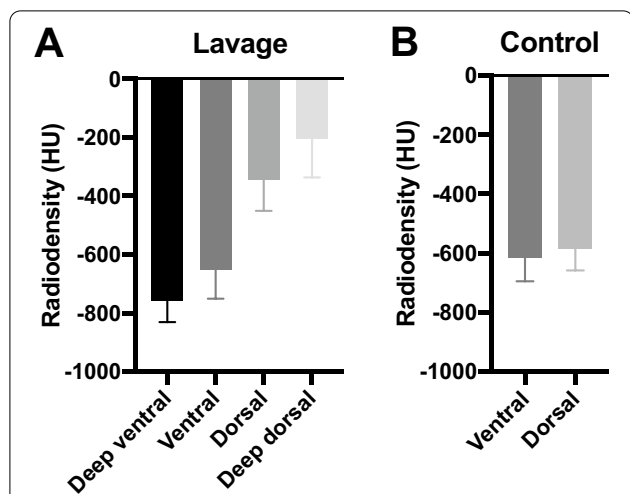 A
Lavage
Radiodensity (HU)
0
-200
-400
-600
-800
-1000
Deep ventral
Ventral
Dorsal
Deep dorsal
B
Control
Radiodensity (HU)
0
-200
-400
-600
-800
-1000
Ventral
Dorsal